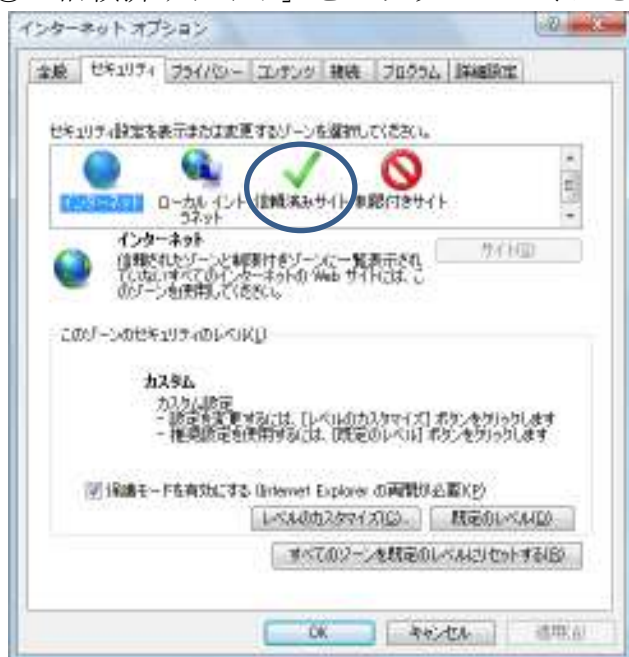 インターネット オプション
全般 セキュリティ プライバシー コンテンツ 接続 プログラム 詳細設定
セキュリティ設定を表示または変更するゾーンを選択してください。
インターネット ローカル イントラネット 信頼済みサイト 制限付きサイト
インターネット
サイト(S)
信頼されたゾーンと制限付きゾーンに一覧表示され
ていないすべてのインターネットの Web サイトには、こ
のゾーンを使用してください。
このゾーンのセキュリティのレベル(L)
カスタム
カスタム設定
- 設定を変更するには、[レベルのカスタマイズ] ボタンをクリックします
- 推奨設定を使用するには、[既定のレベル] ボタンをクリックします
保護モードを有効にする (Internet Explorer の再開が必要)(P)
レベルのカスタマイズ(C)... 既定のレベル(D)
すべてのゾーンを既定のレベルにリセットする(R)
OK キャンセル 適用(A)